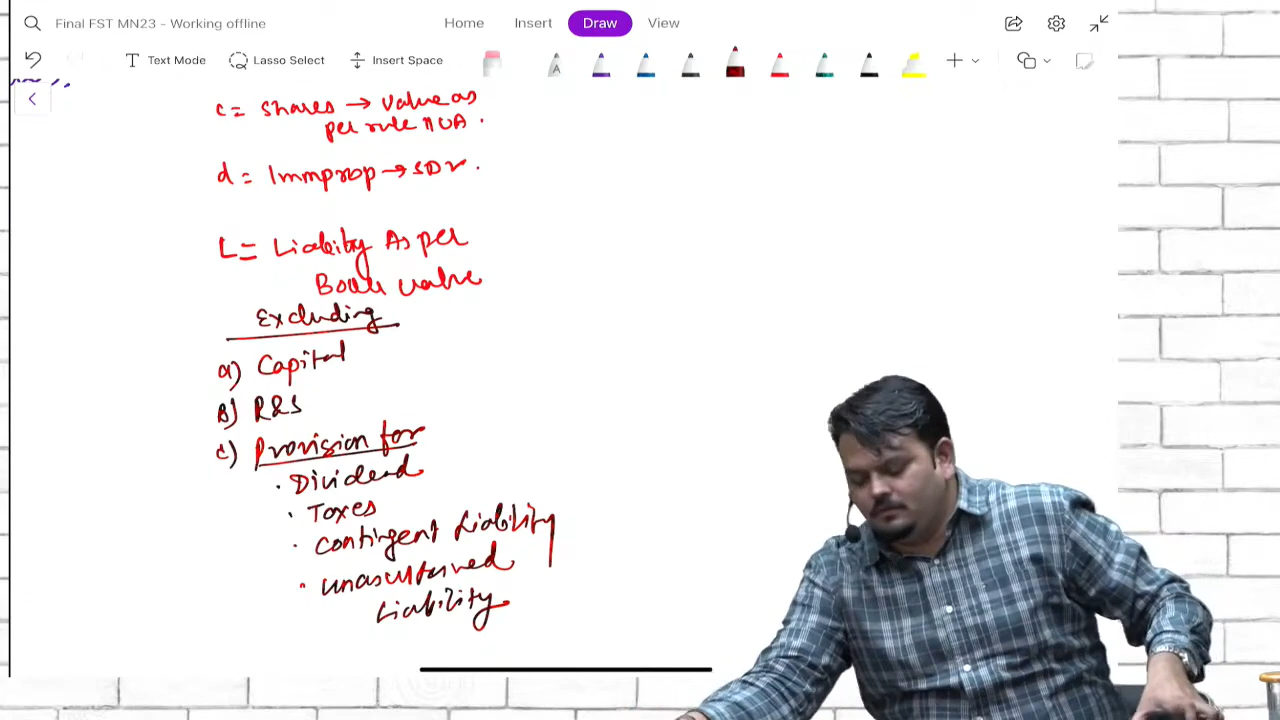 Final FST MN23 - Working offline
Home Insert Draw View
Text Mode Lasso Select Insert Space
A
c = shares → value as
per rule 11UA.
d = Immprop → SDV.
L = Liability As per
Book value
Excluding
a) Capital
B) R&S
c) Provision for
· Dividend
· Taxes
· Contingent Liability
· unascertained
Liability